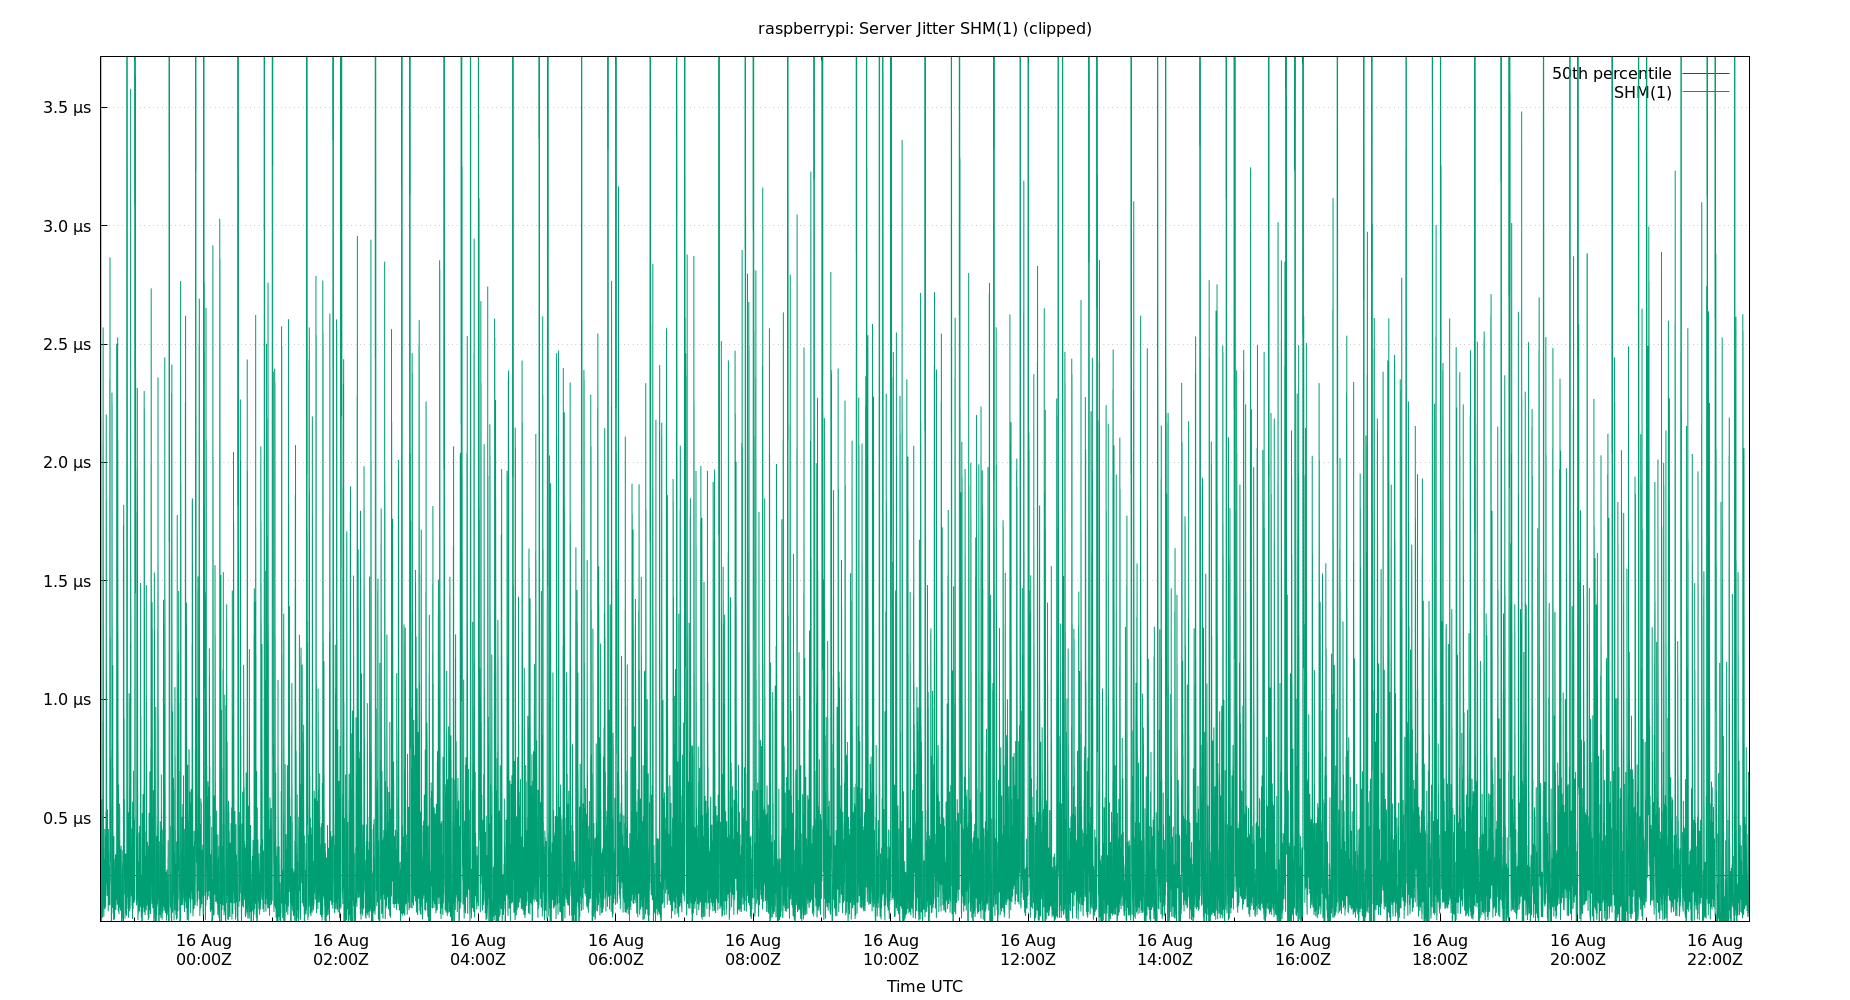 raspberrypi: Server Jitter SHM(1) (clipped)
50th percentile
SHM(1)
3.5 µs
3.0 µs
2.5 µs
2.0 µs
1.5 µs
1.0 µs
0.5 µs
16 Aug 16 Aug 16 Aug 16 Aug 16 Aug 16 Aug 16 Aug 16 Aug 16 Aug 16 Aug 16 Aug 16 Aug
00:00Z 02:00Z 04:00Z 06:00Z 08:00Z 10:00Z 12:00Z 14:00Z 16:00Z 18:00Z 20:00Z 22:00Z
Time UTC